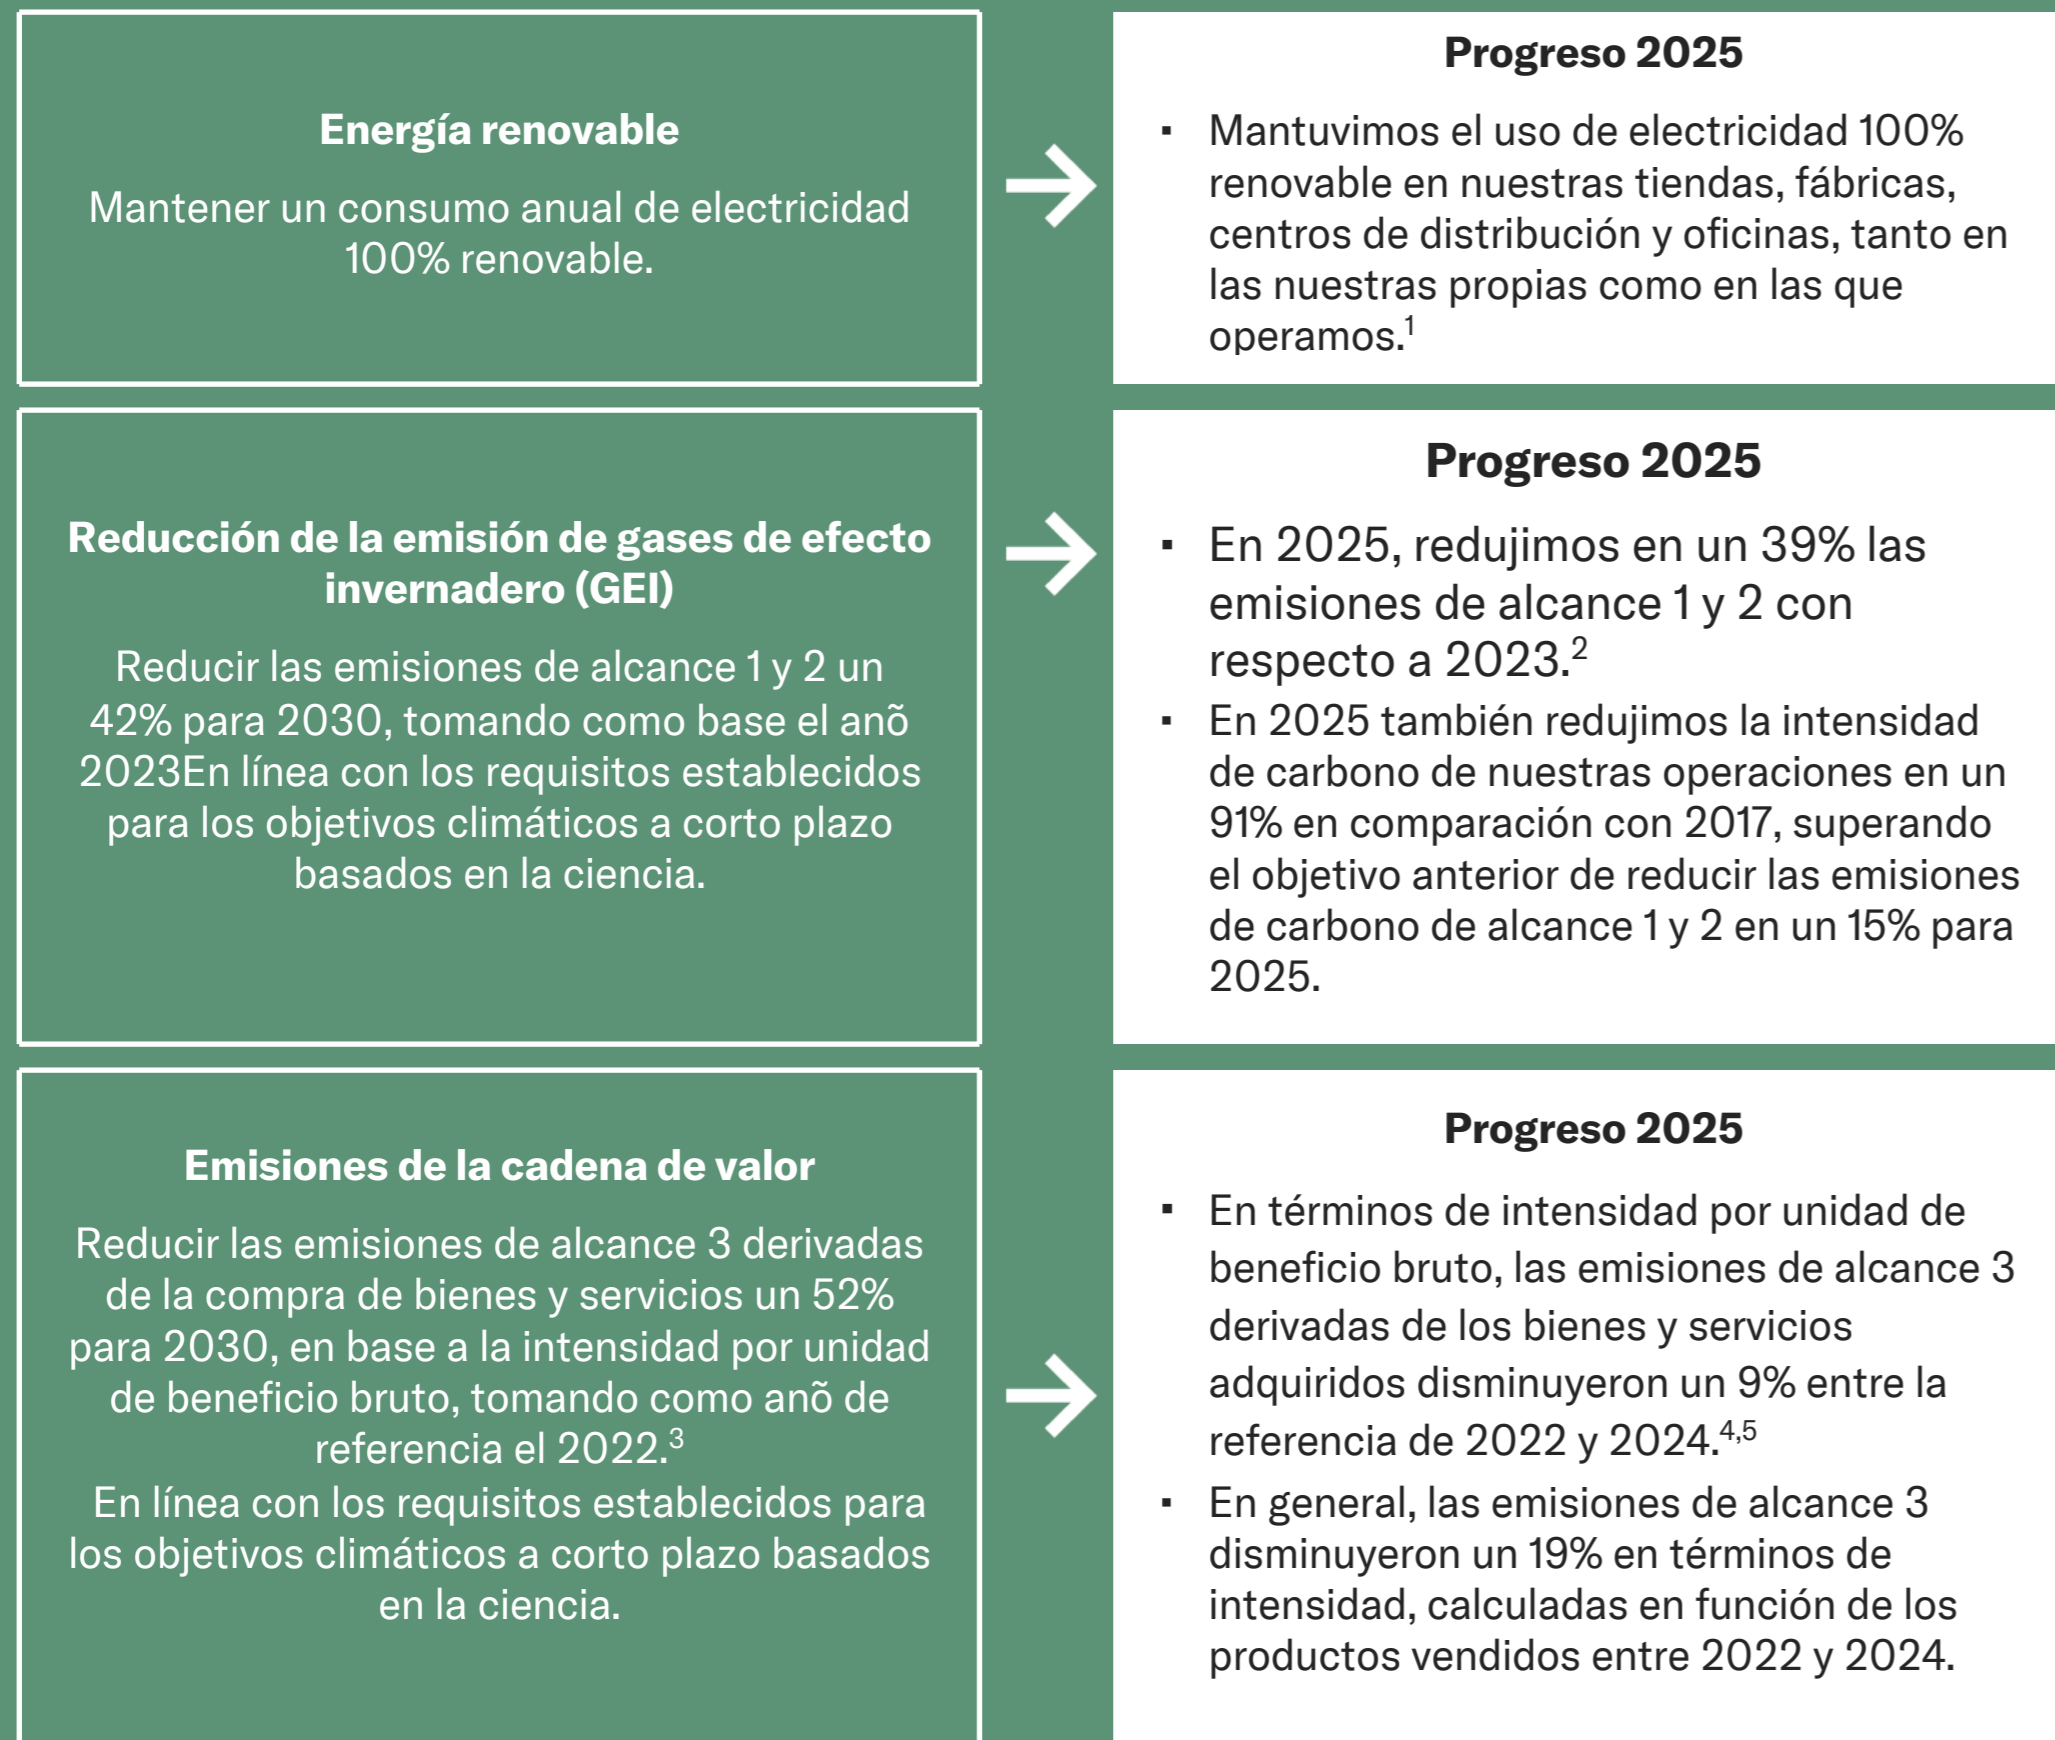 Energía renovable
Mantener un consumo anual de electricidad
100% renovable.
Progreso 2025
▪ Mantuvimos el uso de electricidad 100%
renovable en nuestras tiendas, fábricas,
centros de distribución y oficinas, tanto en
las nuestras propias como en las que
operamos.¹
Reducción de la emisión de gases de efecto
invernadero (GEI)
Reducir las emisiones de alcance 1 y 2 un
42% para 2030, tomando como base el anõ
2023En línea con los requisitos establecidos
para los objetivos climáticos a corto plazo
basados en la ciencia.
Progreso 2025
▪ En 2025, redujimos en un 39% las
emisiones de alcance 1 y 2 con
respecto a 2023.²
▪ En 2025 también redujimos la intensidad
de carbono de nuestras operaciones en un
91% en comparación con 2017, superando
el objetivo anterior de reducir las emisiones
de carbono de alcance 1 y 2 en un 15% para
2025.
Emisiones de la cadena de valor
Reducir las emisiones de alcance 3 derivadas
de la compra de bienes y servicios un 52%
para 2030, en base a la intensidad por unidad
de beneficio bruto, tomando como anõ de
referencia el 2022.³
En línea con los requisitos establecidos para
los objetivos climáticos a corto plazo basados
en la ciencia.
Progreso 2025
▪ En términos de intensidad por unidad de
beneficio bruto, las emisiones de alcance 3
derivadas de los bienes y servicios
adquiridos disminuyeron un 9% entre la
referencia de 2022 y 2024.⁴,⁵
▪ En general, las emisiones de alcance 3
disminuyeron un 19% en términos de
intensidad, calculadas en función de los
productos vendidos entre 2022 y 2024.